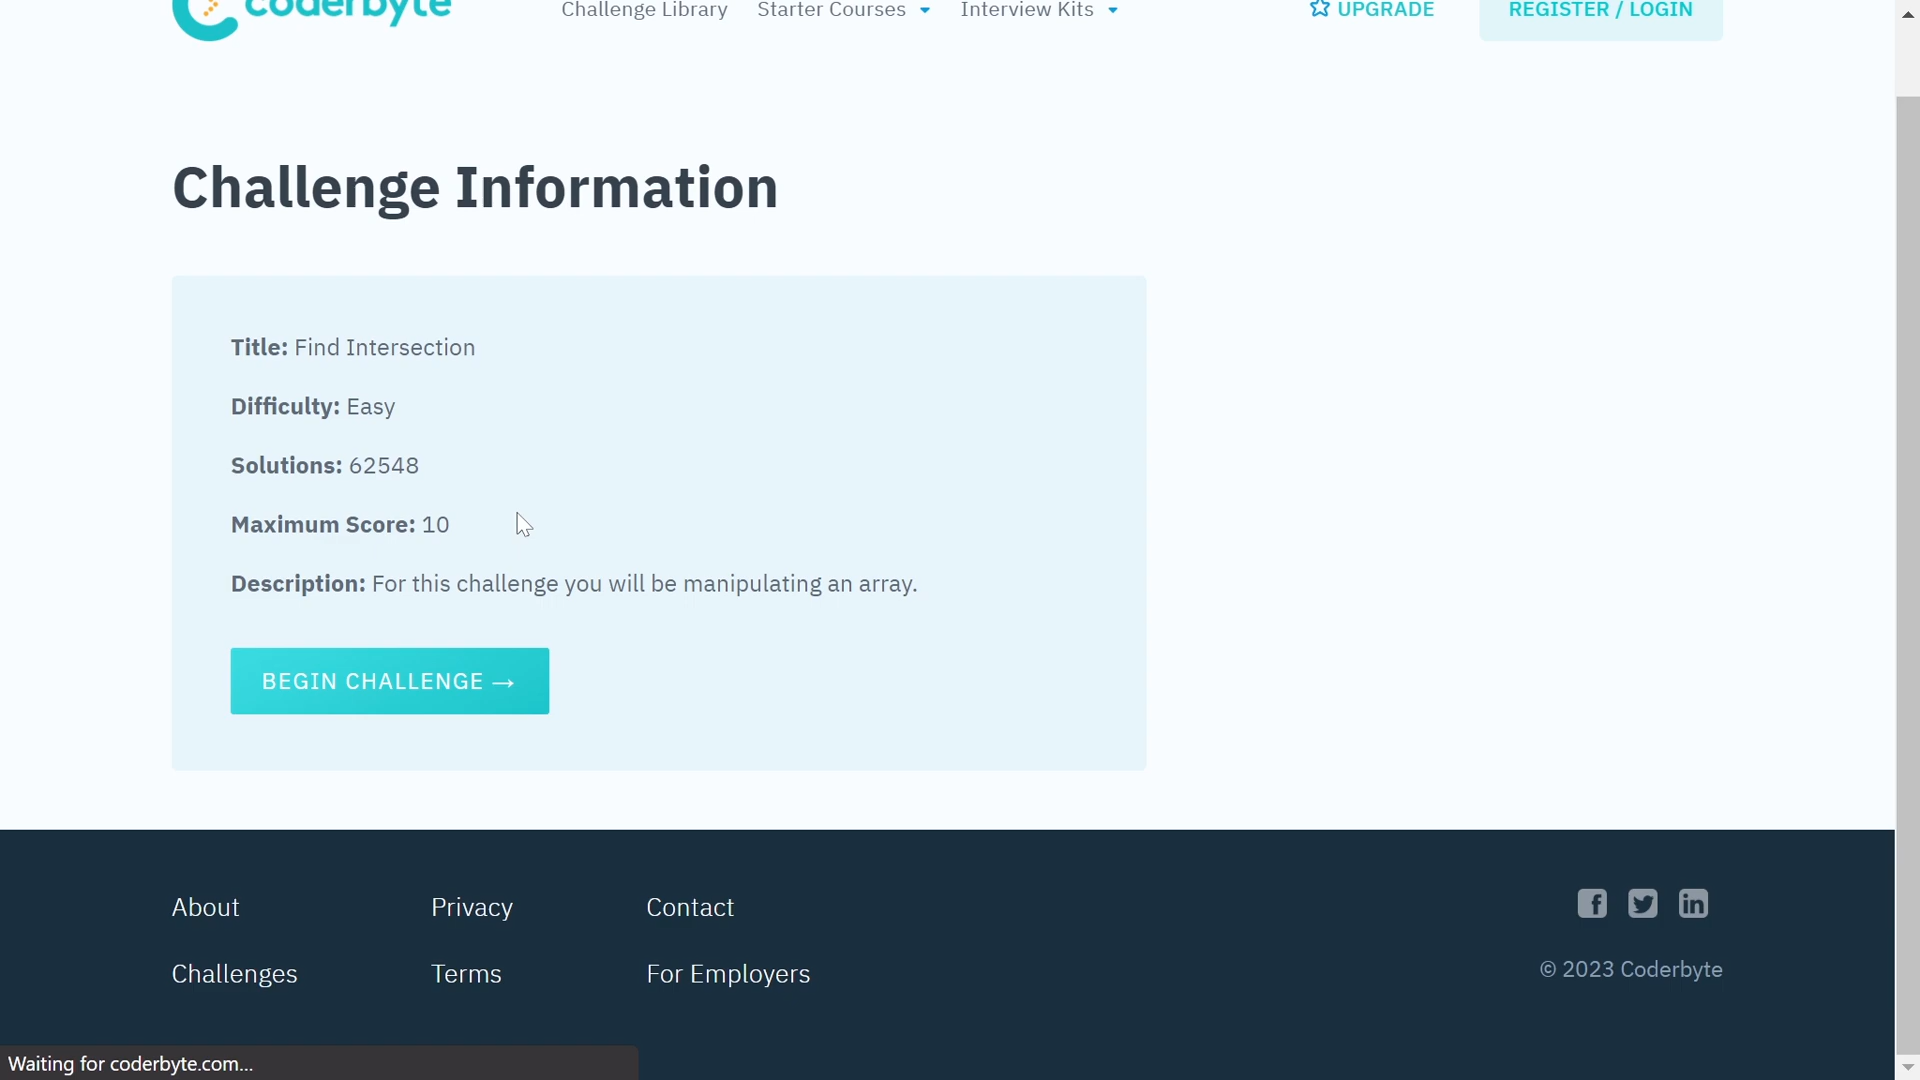 coderbyte
Challenge Library Starter Courses Interview Kits UPGRADE REGISTER / LOGIN
Challenge Information
Title: Find Intersection
Difficulty: Easy
Solutions: 62548
Maximum Score: 10
Description: For this challenge you will be manipulating an array.
BEGIN CHALLENGE →
About Privacy Contact
Challenges Terms For Employers
© 2023 Coderbyte
Waiting for coderbyte.com...